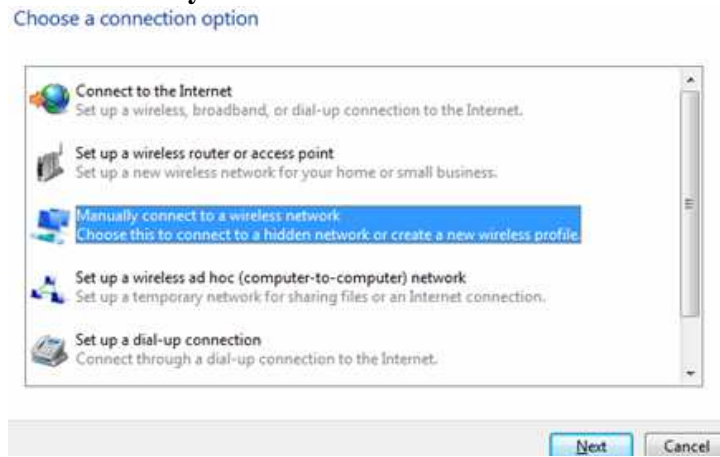 Choose a connection option
Connect to the Internet
Set up a wireless, broadband, or dial-up connection to the Internet.
Set up a wireless router or access point
Set up a new wireless network for your home or small business.
Manually connect to a wireless network
Choose this to connect to a hidden network or create a new wireless profile.
Set up a wireless ad hoc (computer-to-computer) network
Set up a temporary network for sharing files or an Internet connection.
Set up a dial-up connection
Connect through a dial-up connection to the Internet.
Next
Cancel